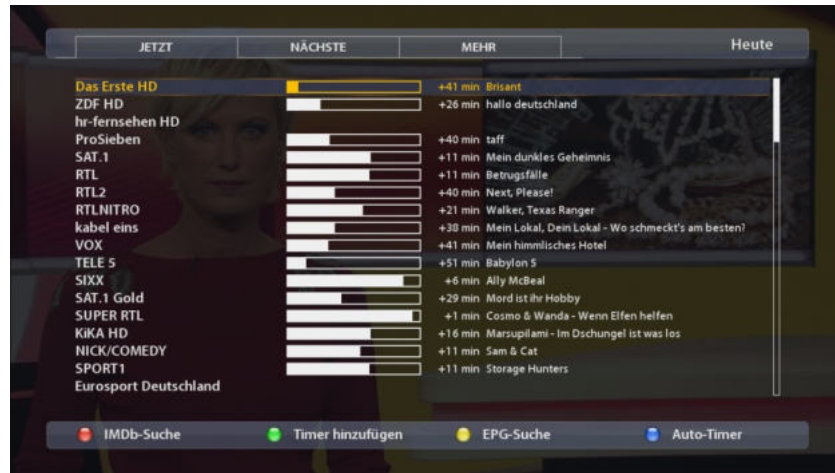 JETZT NÄCHSTE MEHR Heute
Das Erste HD +41 min Brisant
ZDF HD +26 min hallo deutschland
hr-fernsehen HD
ProSieben +40 min taff
SAT.1 +11 min Mein dunkles Geheimnis
RTL +11 min Betrugsfälle
RTL2 +40 min Next, Please!
RTLNITRO +21 min Walker, Texas Ranger
kabel eins +38 min Mein Lokal, Dein Lokal - Wo schmeckt's am besten?
VOX +41 min Mein himmlisches Hotel
TELE 5 +51 min Babylon 5
SIXX +6 min Ally McBeal
SAT.1 Gold +29 min Mord ist ihr Hobby
SUPER RTL +1 min Cosmo & Wanda - Wenn Elfen helfen
KiKA HD +16 min Marsupilami - Im Dschungel ist was los
NICK/COMEDY +11 min Sam & Cat
SPORT1 +11 min Storage Hunters
Eurosport Deutschland
IMDb-Suche Timer hinzufügen EPG-Suche Auto-Timer